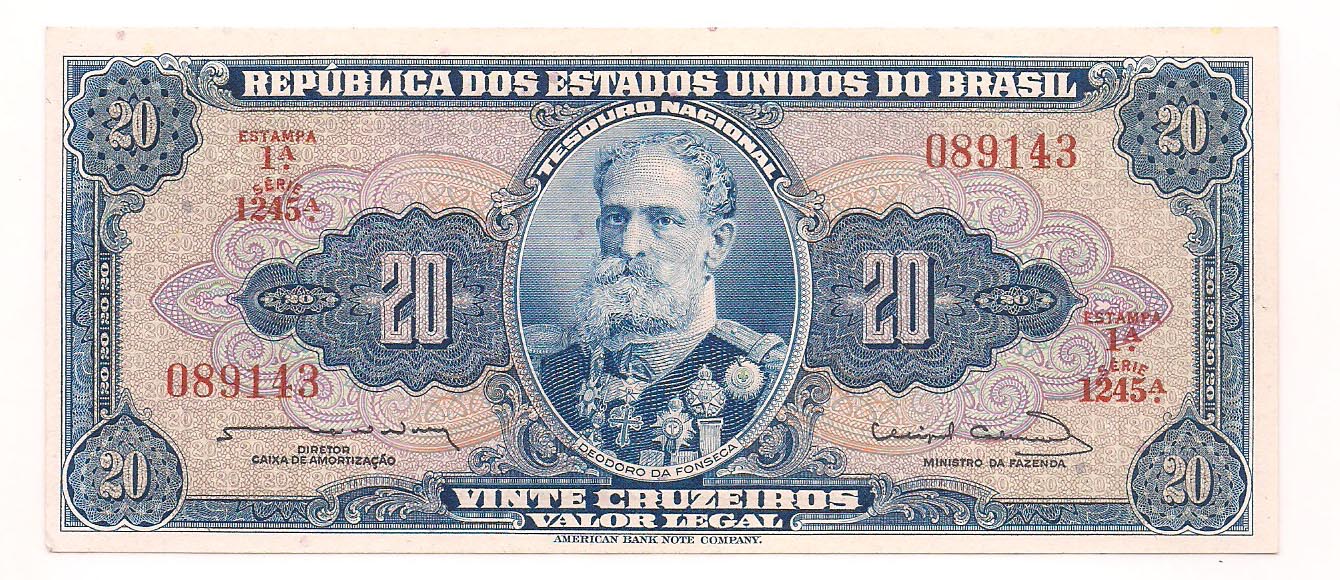 REPÚBLICA DOS ESTADOS UNIDOS DO BRASIL
TESOURO NACIONAL
20
20
ESTAMPA
1ª
SÉRIE
1245ª
089143
20
20
20
20
ESTAMPA
1ª
SÉRIE
1245ª
089143
DIRETOR
CAIXA DE AMORTIZAÇÃO
DEODORO DA FONSECA
MINISTRO DA FAZENDA
20
20
VINTE CRUZEIROS
VALOR LEGAL
AMERICAN BANK NOTE COMPANY.